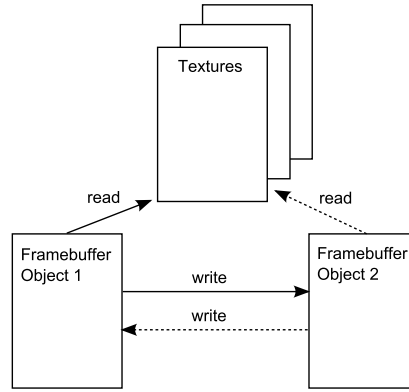 Textures
read
read
Framebuffer
Object 1
Framebuffer
Object 2
write
write